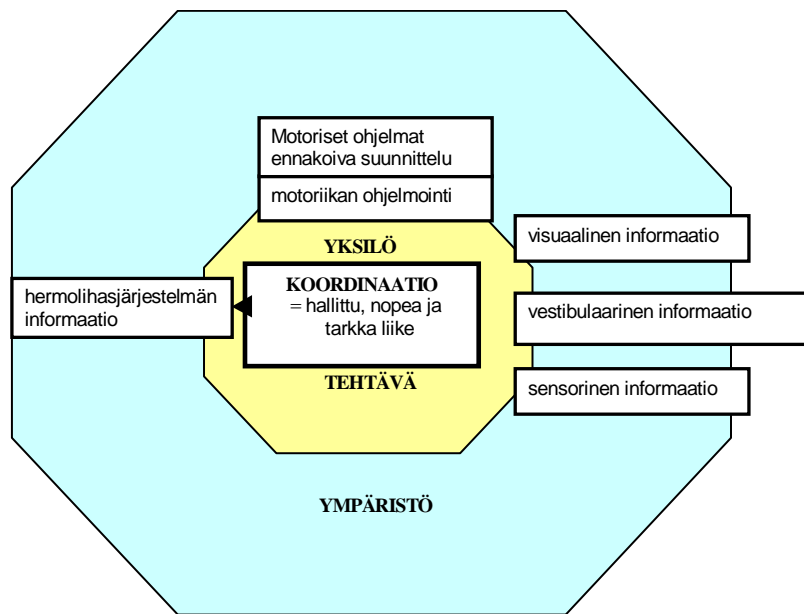 Motoriset ohjelmat
ennakoiva suunnittelu
motoriikan ohjelmointi
YKSILÖ
visuaalinen informaatio
hermolihasjärjestelmän
informaatio
KOORDINAATIO
= hallittu, nopea ja
tarkka liike
vestibulaarinen informaatio
TEHTÄVÄ
sensorinen informaatio
YMPÄRISTÖ